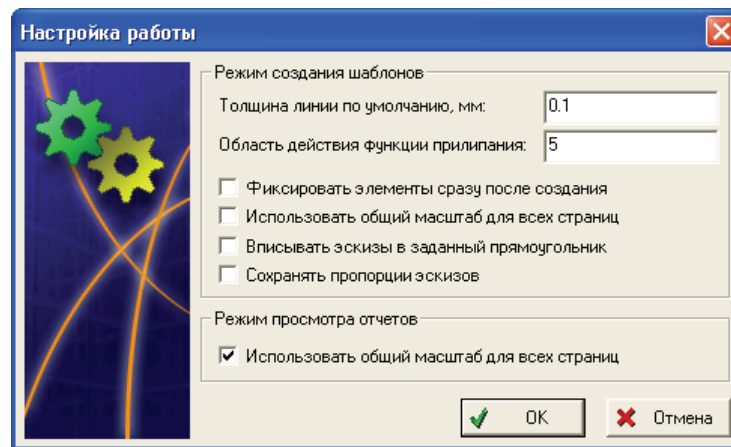 Настройка работы
Режим создания шаблонов
Толщина линии по умолчанию, мм: 0.1
Область действия функции прилипания: 5
Фиксировать элементы сразу после создания
Использовать общий масштаб для всех страниц
Вписывать эскизы в заданный прямоугольник
Сохранять пропорции эскизов
Режим просмотра отчетов
Использовать общий масштаб для всех страниц
OK Отмена